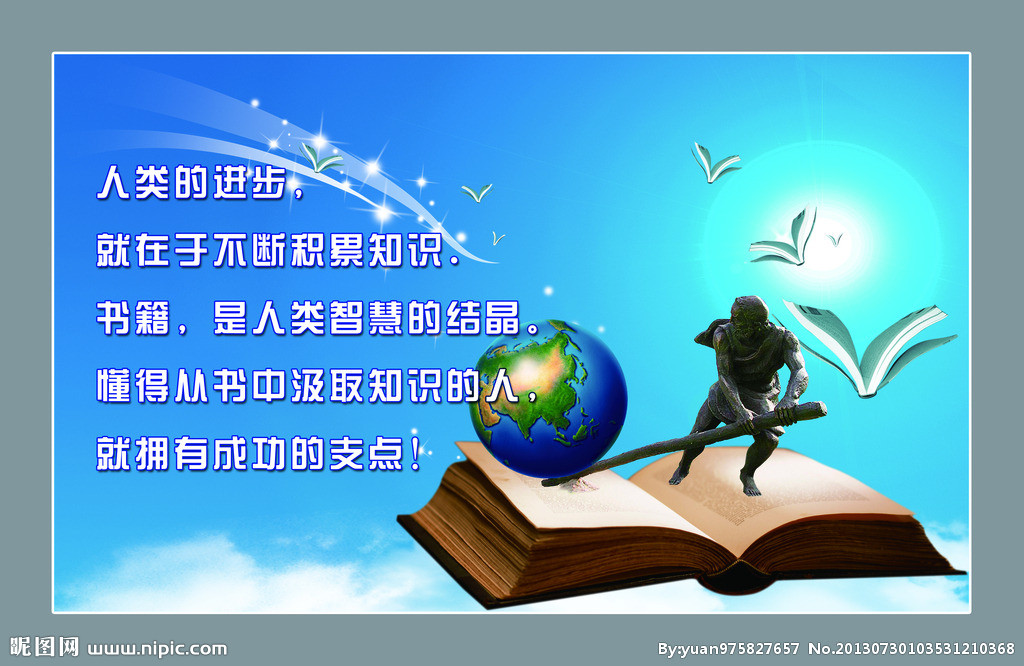 人类的进步,
就在于不断积累知识.
书籍, 是人类智慧的结晶。
懂得从书中汲取知识的人,
就拥有成功的支点!
昵图网 www.nipic.com
By:yuan975827657 No.20130730103531210368